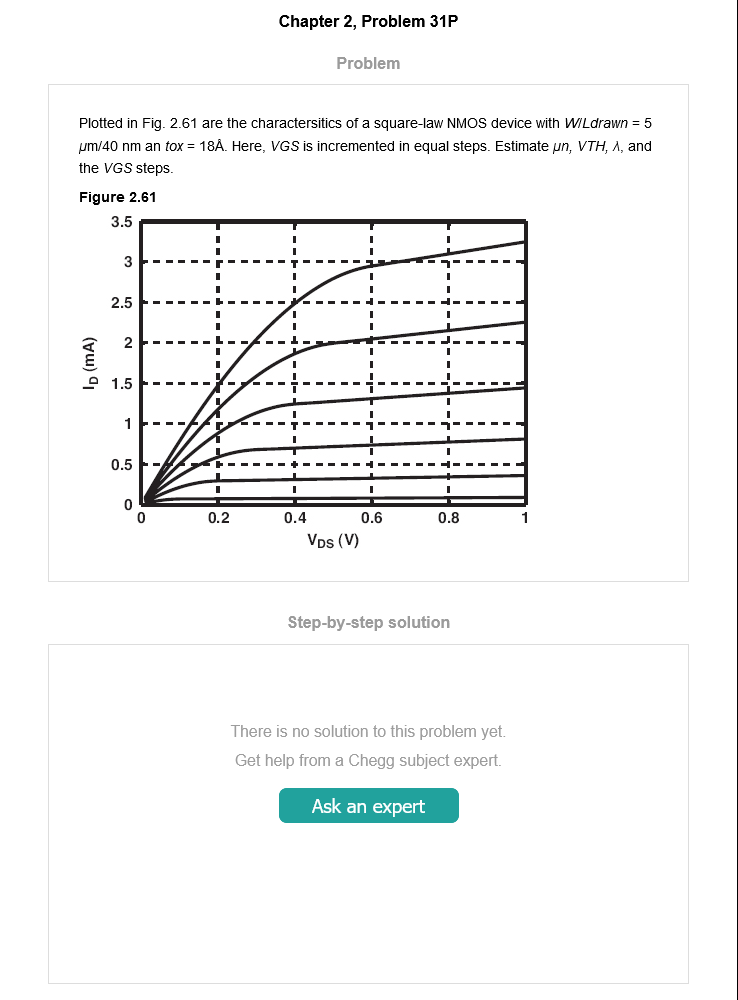 Chapter 2, Problem 31P
Problem
Plotted in Fig. 2.61 are the charactersitics of a square-law NMOS device with W/Ldrawn = 5
μm/40 nm an tox = 18Å. Here, VGS is incremented in equal steps. Estimate μn, VTH, λ, and
the VGS steps.
Figure 2.61
3.5
3
2.5
2
1.5
1
0.5
0
I_D (mA)
0 0.2 0.4 0.6 0.8 1
V_DS (V)
Step-by-step solution
There is no solution to this problem yet.
Get help from a Chegg subject expert.
Ask an expert